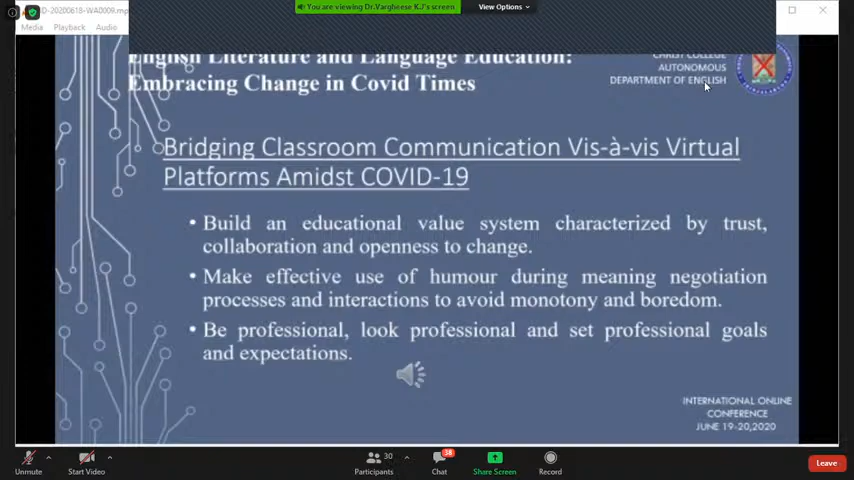 ID-20200618-WA0009.mp
You are viewing Dr.Varglieese K.J's screen
View Options
Media Playback Audio
English Literature and Language Education:
Embracing Change in Covid Times
CHRIST COLLEGE
AUTONOMOUS
DEPARTMENT OF ENGLISH
Bridging Classroom Communication Vis-à-vis Virtual
Platforms Amidst COVID-19
• Build an educational value system characterized by trust,
collaboration and openness to change.
• Make effective use of humour during meaning negotiation
processes and interactions to avoid monotony and boredom.
• Be professional, look professional and set professional goals
and expectations.
INTERNATIONAL ONLINE
CONFERENCE
JUNE 19-20,2020
30
38
Unmute
Start Video
Participants
Chat
Share Screen
Record
Leave